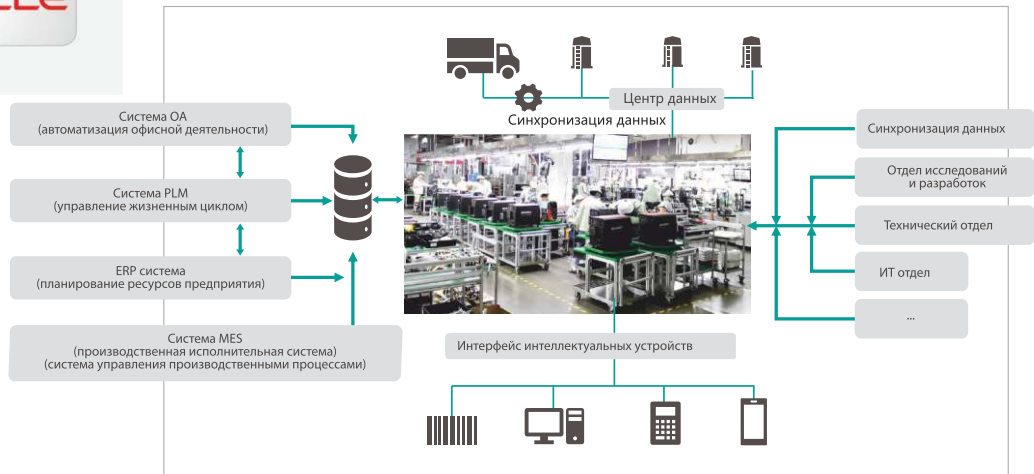 Центр данных
Синхронизация данных
Система OA
(автоматизация офисной деятельности)
Система PLM
(управление жизненным циклом)
ERP система
(планирование ресурсов предприятия)
Система MES
(производственная исполнительная система)
(система управления производственными процессами)
Синхронизация данных
Отдел исследований
и разработок
Технический отдел
ИТ отдел
...
Интерфейс интеллектуальных устройств